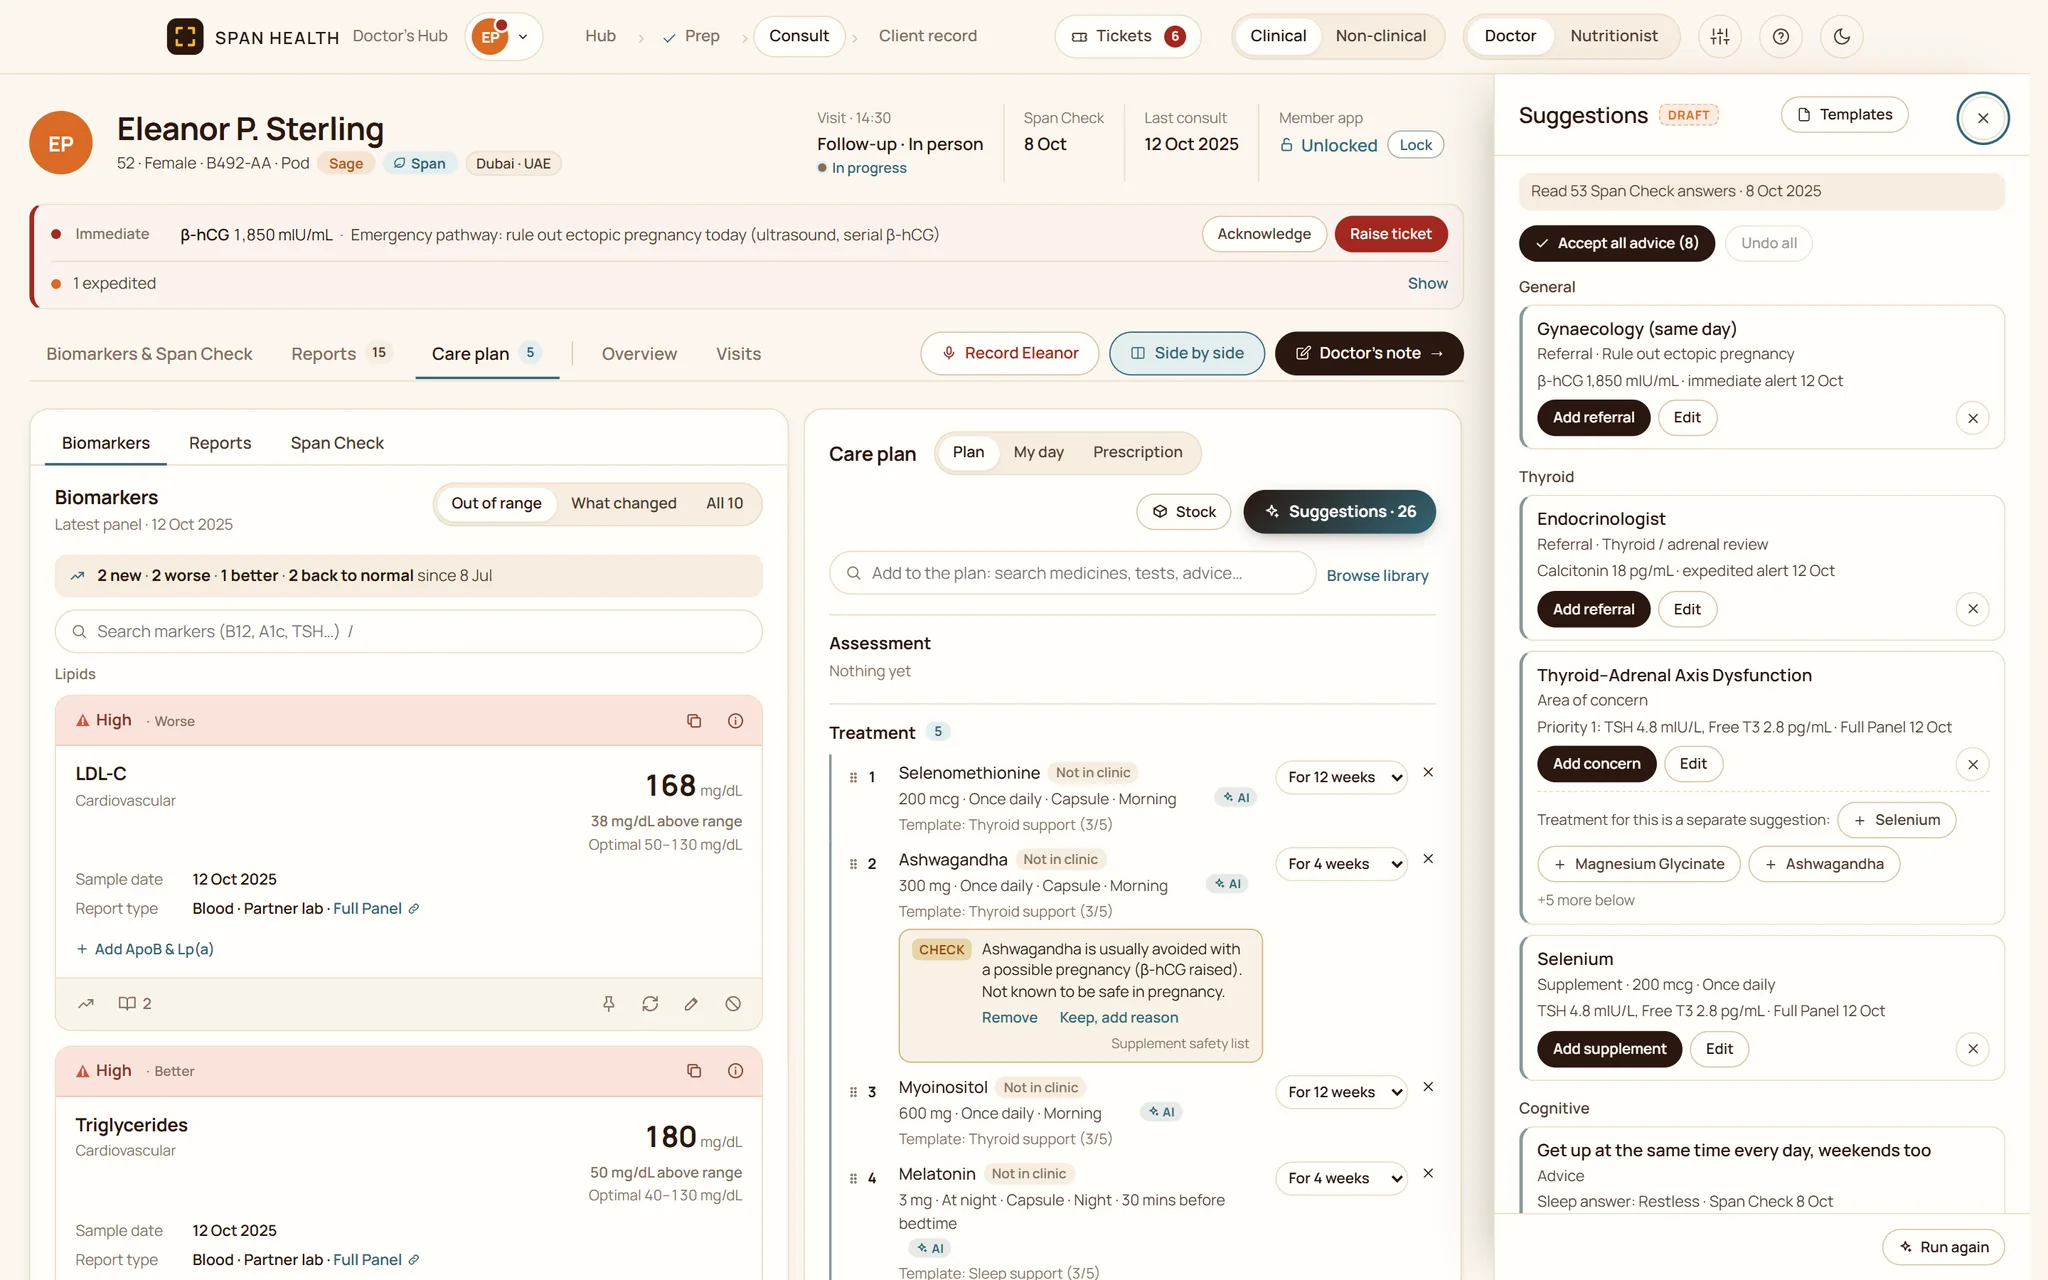 SPAN HEALTH Doctor's Hub EP Hub Prep Consult Client record Tickets 6 Clinical Non-clinical Doctor Nutritionist
EP
Eleanor P. Sterling
52 · Female · B492-AA · Pod Sage Span Dubai · UAE
Visit · 14:30
Follow-up · In person
In progress
Span Check
8 Oct
Last consult
12 Oct 2025
Member app
Unlocked Lock
Immediate β-hCG 1,850 mIU/mL · Emergency pathway: rule out ectopic pregnancy today (ultrasound, serial β-hCG) Acknowledge Raise ticket
1 expedited Show
Biomarkers & Span Check Reports 15 Care plan 5 Overview Visits Record Eleanor Side by side Doctor's note →
Biomarkers Reports Span Check
Biomarkers
Latest panel · 12 Oct 2025
Out of range What changed All 10
2 new · 2 worse · 1 better · 2 back to normal since 8 Jul
Search markers (B12, A1c, TSH…) /
Lipids
High · Worse
LDL-C
Cardiovascular
168 mg/dL
38 mg/dL above range
Optimal 50–130 mg/dL
Sample date 12 Oct 2025
Report type Blood · Partner lab · Full Panel
+ Add ApoB & Lp(a)
2
High · Better
Triglycerides
Cardiovascular
180 mg/dL
50 mg/dL above range
Optimal 40–130 mg/dL
Sample date 12 Oct 2025
Report type Blood · Partner lab · Full Panel
Care plan Plan My day Prescription
Stock Suggestions · 26
Add to the plan: search medicines, tests, advice… Browse library
Assessment
Nothing yet
Treatment 5
1 Selenomethionine Not in clinic For 12 weeks
200 mcg · Once daily · Capsule · Morning AI
Template: Thyroid support (3/5)
2 Ashwagandha Not in clinic For 4 weeks
300 mg · Once daily · Capsule · Morning AI
Template: Thyroid support (3/5)
CHECK Ashwagandha is usually avoided with
a possible pregnancy (β-hCG raised).
Not known to be safe in pregnancy.
Remove Keep, add reason
Supplement safety list
3 Myoinositol Not in clinic For 12 weeks
600 mg · Once daily · Morning AI
Template: Thyroid support (3/5)
4 Melatonin Not in clinic For 4 weeks
3 mg · At night · Capsule · Night · 30 mins before
bedtime
AI
Template: Sleep support (3/5)
Suggestions DRAFT Templates
Read 53 Span Check answers · 8 Oct 2025
Accept all advice (8) Undo all
General
Gynaecology (same day)
Referral · Rule out ectopic pregnancy
β-hCG 1,850 mIU/mL · immediate alert 12 Oct
Add referral Edit
Thyroid
Endocrinologist
Referral · Thyroid / adrenal review
Calcitonin 18 pg/mL · expedited alert 12 Oct
Add referral Edit
Thyroid–Adrenal Axis Dysfunction
Area of concern
Priority 1: TSH 4.8 mIU/L, Free T3 2.8 pg/mL · Full Panel 12 Oct
Add concern Edit
Treatment for this is a separate suggestion: + Selenium
+ Magnesium Glycinate + Ashwagandha
+5 more below
Selenium
Supplement · 200 mcg · Once daily
TSH 4.8 mIU/L, Free T3 2.8 pg/mL · Full Panel 12 Oct
Add supplement Edit
Cognitive
Get up at the same time every day, weekends too
Advice
Sleep answer: Restless · Span Check 8 Oct
Run again